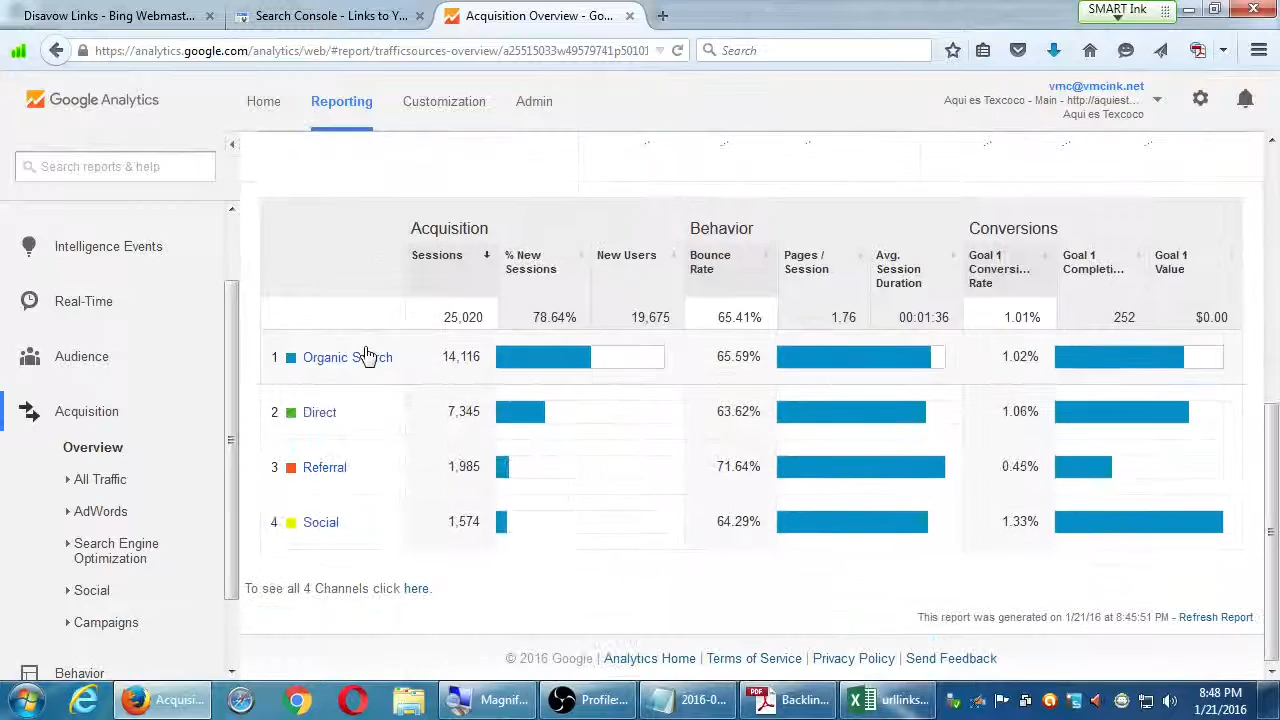 Disavow Links - Bing Webmast...
Search Console - Links to Y...
Acquisition Overview - Go...
SMART Ink
https://analytics.google.com/analytics/web/#report/trafficsources-overview/a25515033w49579741p50101
Search
Google Analytics
Home
Reporting
Customization
Admin
vmc@vmcink.net
Aqui es Texcoco - Main - http://aquiest...
Aqui es Texcoco
Search reports & help
Intelligence Events
Real-Time
Audience
Acquisition
Overview
All Traffic
AdWords
Search Engine
Optimization
Social
Campaigns
Behavior
Acquisition Behavior Conversions
Sessions
% New
Sessions
New Users
Bounce
Rate
Pages /
Session
Avg.
Session
Duration
Goal 1
Conversi...
Rate
Goal 1
Completi...
Goal 1
Value
25,020 78.64% 19,675 65.41% 1.76 00:01:36 1.01% 252 $0.00
1 Organic Search 14,116 65.59% 1.02%
2 Direct 7,345 63.62% 1.06%
3 Referral 1,985 71.64% 0.45%
4 Social 1,574 64.29% 1.33%
To see all 4 Channels click here.
This report was generated on 1/21/16 at 8:45:51 PM - Refresh Report
© 2016 Google | Analytics Home | Terms of Service | Privacy Policy | Send Feedback
Acquisi...
Magnif...
Profile:...
2016-0...
PDF
Backlin...
urllinks...
8:48 PM
1/21/2016